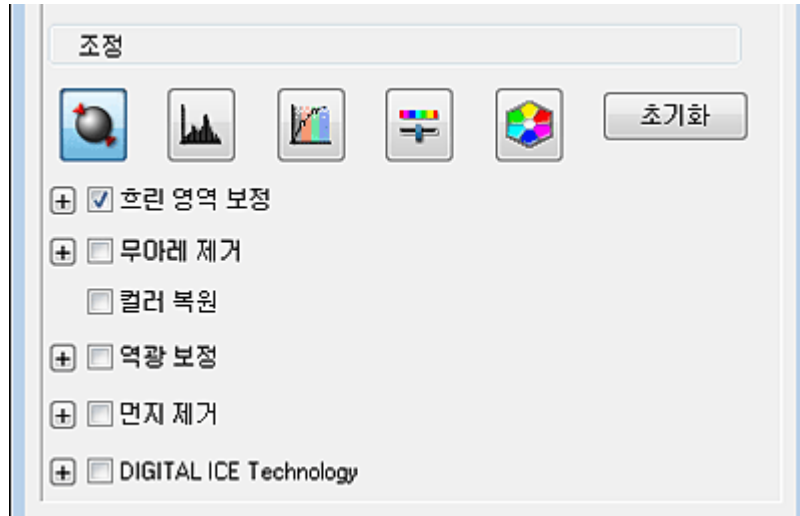 조정
초기화
흐린 영역 보정
무아레 제거
컬러 복원
역광 보정
먼지 제거
DIGITAL ICE Technology